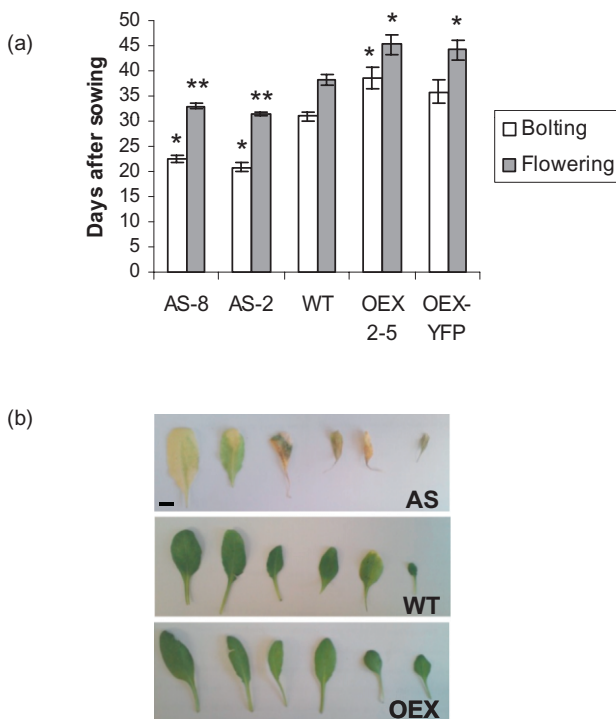 (a)
Days after sowing
50
45
40
35
30
25
20
15
10
5
0
* ** * ** * * *
AS-8 AS-2 WT OEX 2-5 OEX-YFP
Bolting
Flowering
(b)
AS
WT
OEX